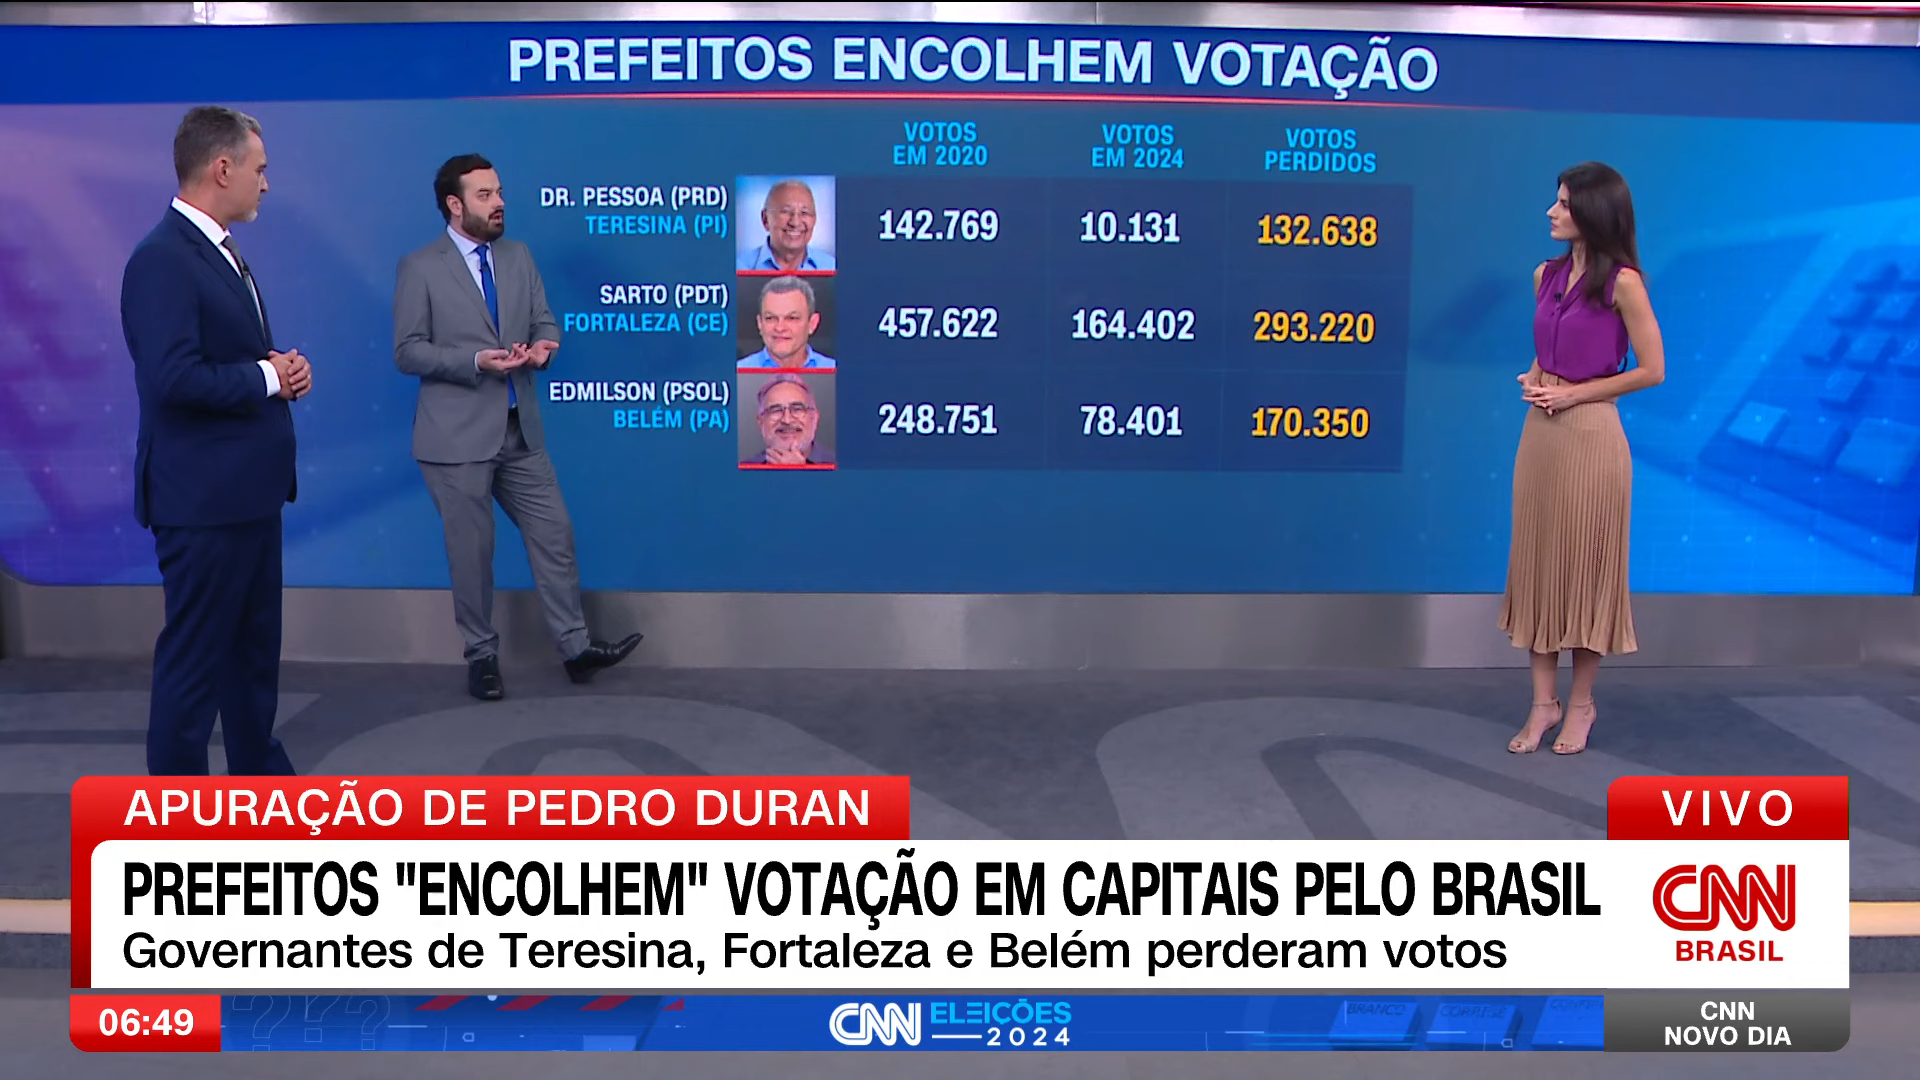 PREFEITOS ENCOLHEM VOTAÇÃO
VOTOS EM 2020
VOTOS EM 2024
VOTOS PERDIDOS
DR. PESSOA (PRD)
TERESINA (PI)
142.769
10.131
132.638
SARTO (PDT)
FORTALEZA (CE)
457.622
164.402
293.220
EDMILSON (PSOL)
BELÉM (PA)
248.751
78.401
170.350
APURAÇÃO DE PEDRO DURAN
VIVO
PREFEITOS "ENCOLHEM" VOTAÇÃO EM CAPITAIS PELO BRASIL
Governantes de Teresina, Fortaleza e Belém perderam votos
CNN
BRASIL
06:49
???
CNN ELEIÇÕES
2024
BRANCO
CORRIGE
CNN
NOVO DIA